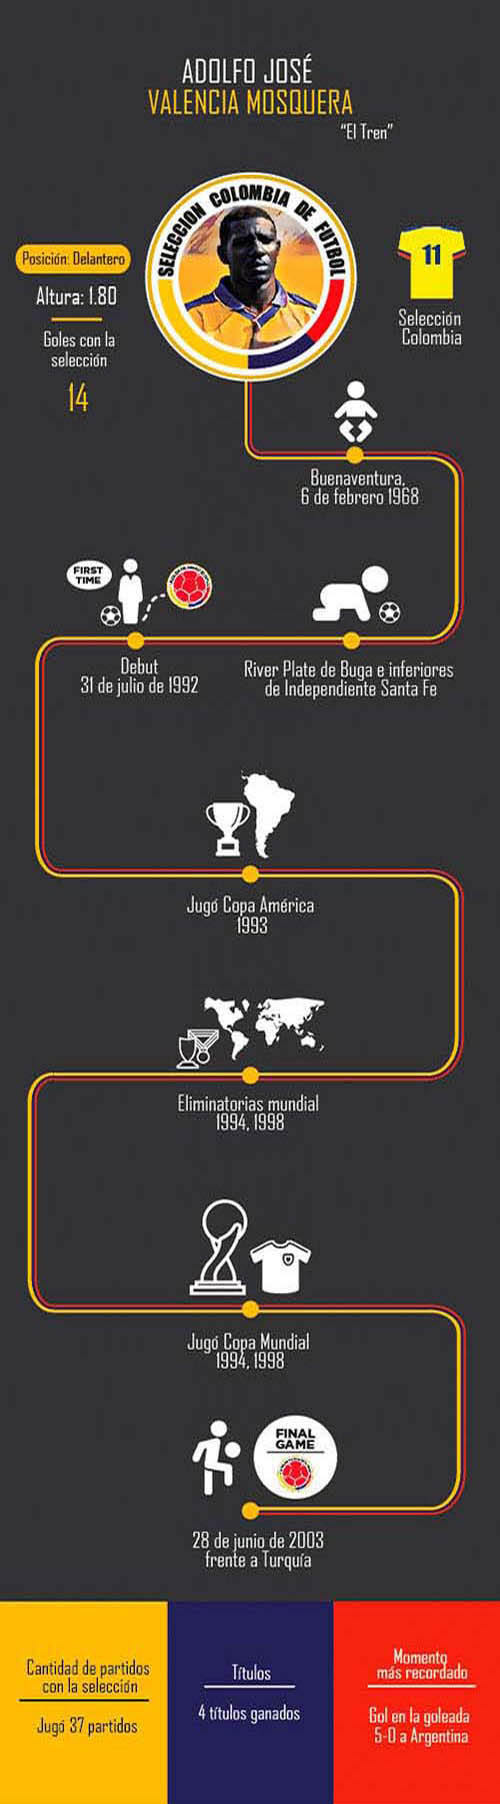 ADOLFO JOSÉ
VALENCIA MOSQUERA
"El Tren"
SELECCION COLOMBIA DE FUTBOL
Posición: Delantero
Altura: 1.80
Goles con la
selección
14
11
Selección
Colombia
Buenaventura,
6 de febrero 1968
FIRST
TIME
Debut
31 de julio de 1992
River Plate de Buga e inferiores
de Independiente Santa Fe
Jugó Copa América
1993
Eliminatorias mundial
1994, 1998
Jugó Copa Mundial
1994, 1998
FINAL
GAME
28 de junio de 2003
frente a Turquía
Cantidad de partidos
con la selección
Jugó 37 partidos
Títulos
4 títulos ganados
Momento
más recordado
Gol en la goleada
5-0 a Argentina